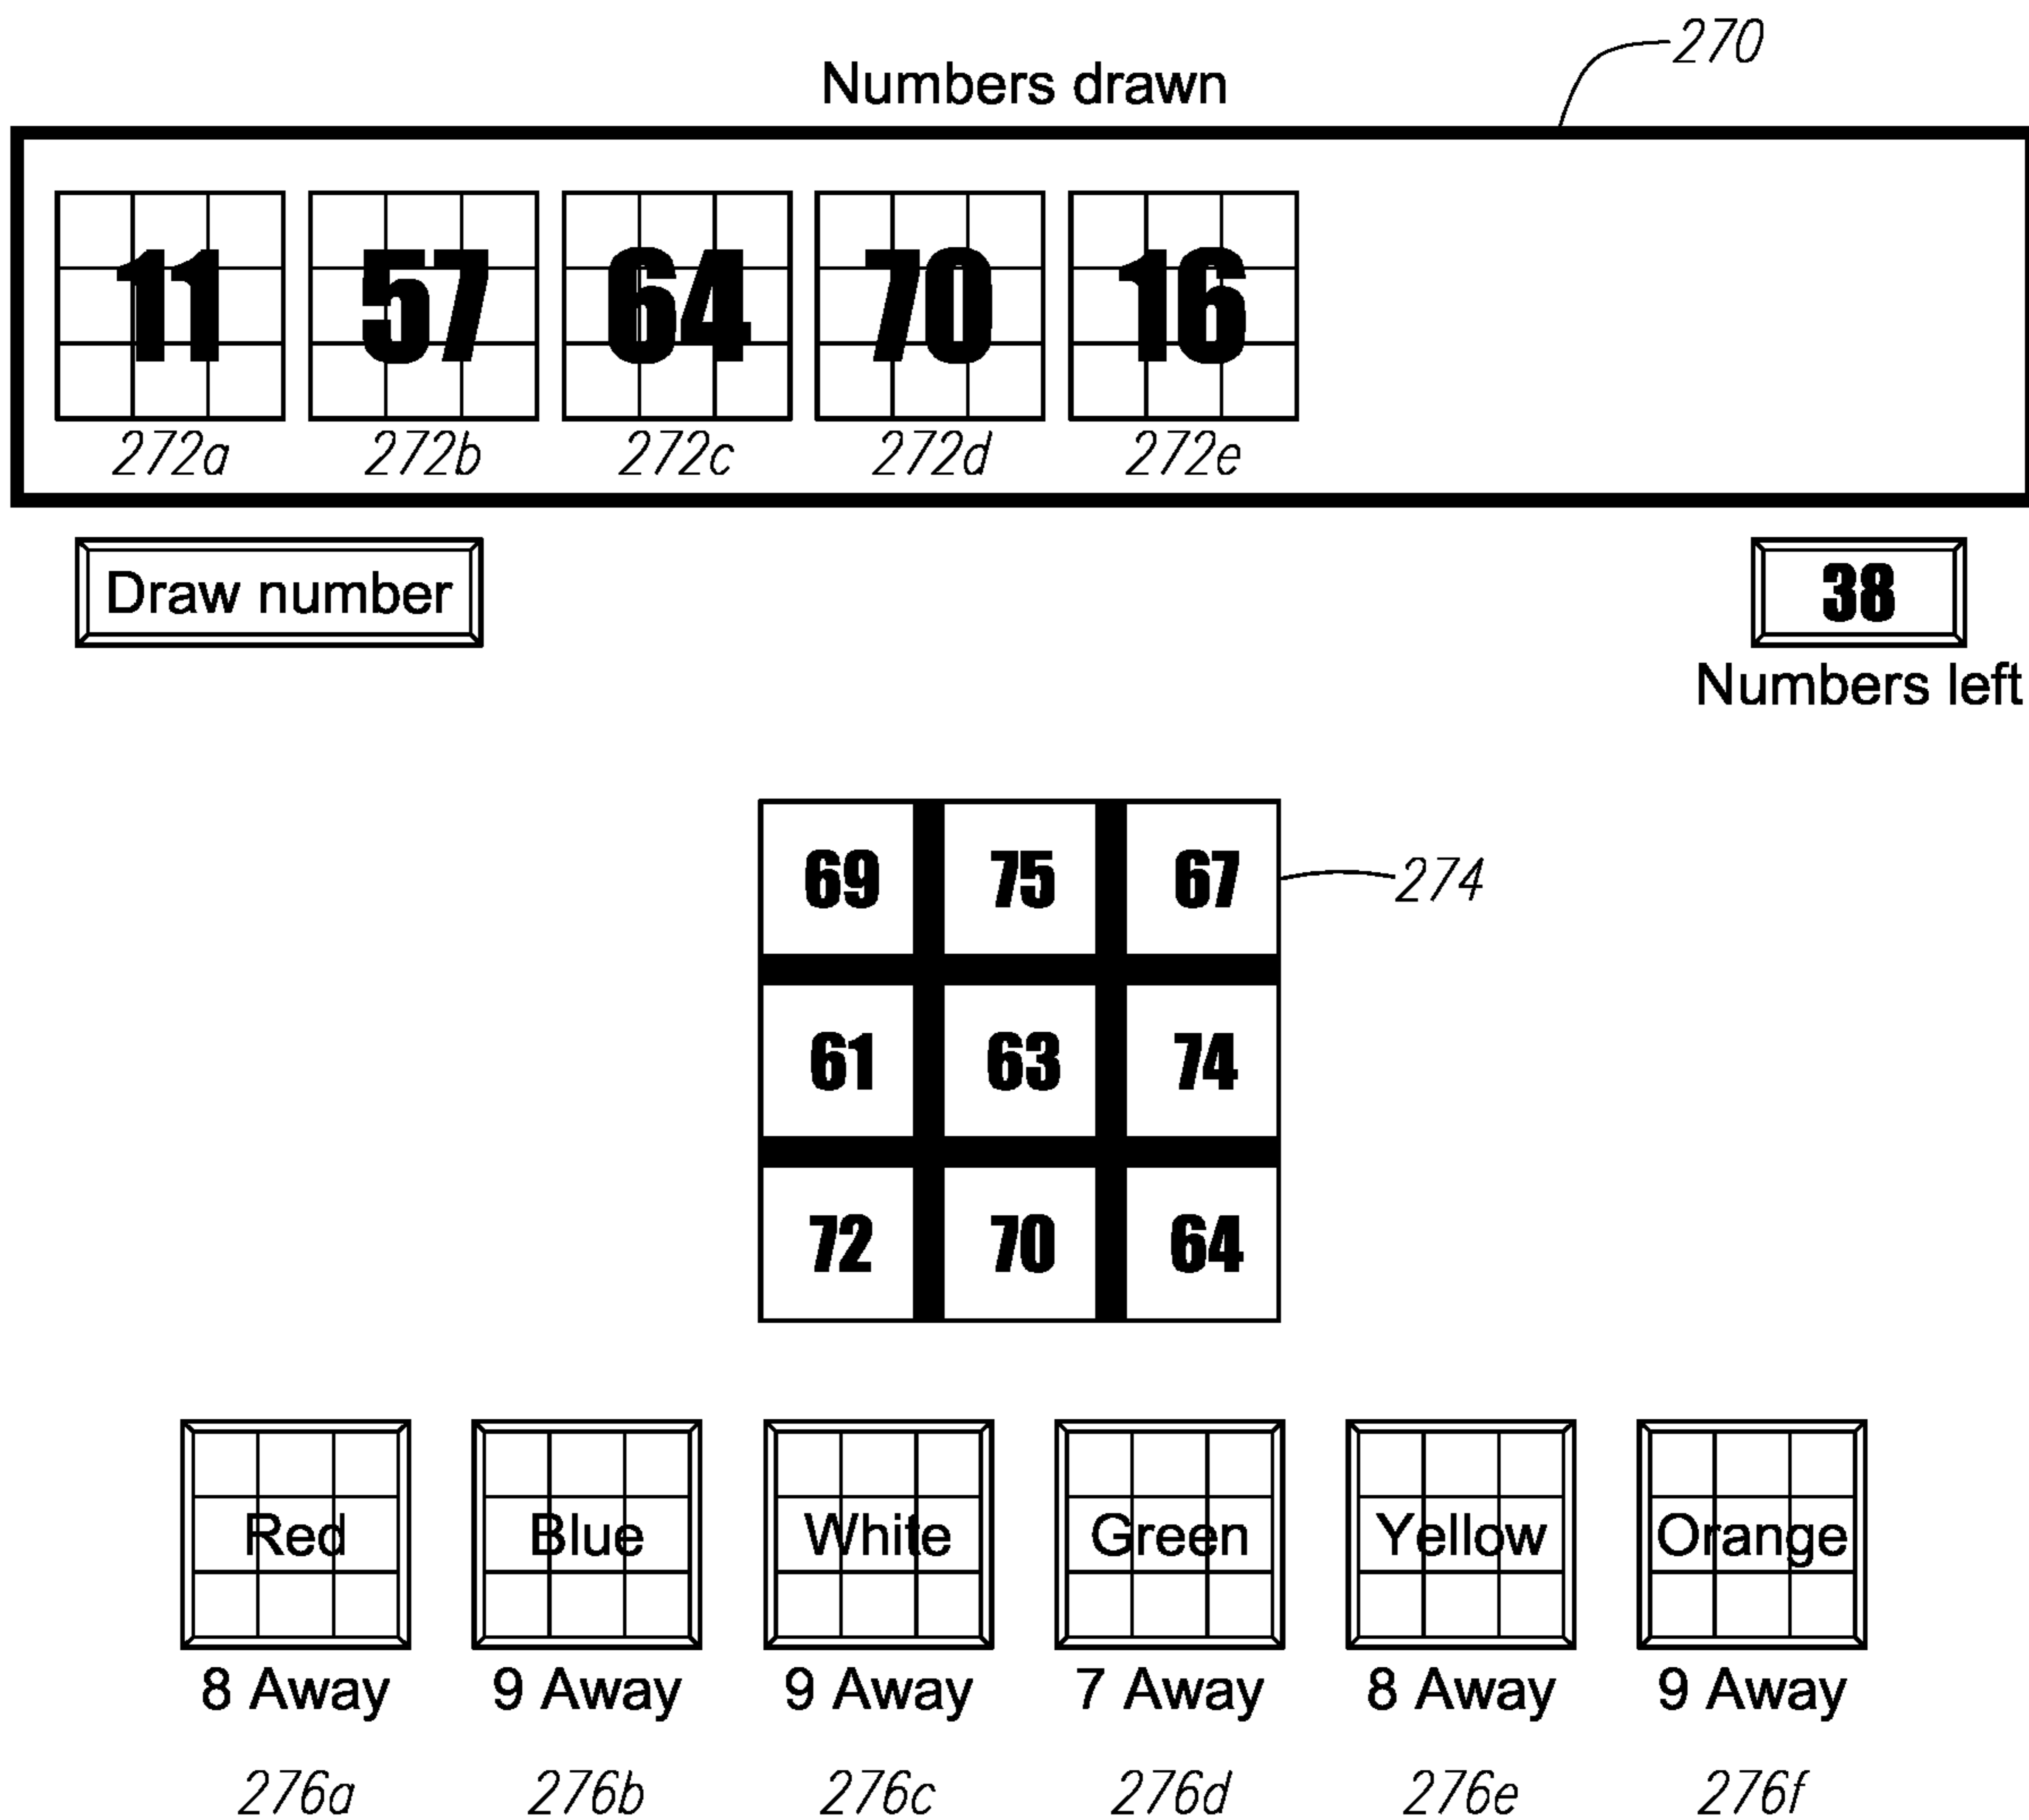 270
Numbers drawn
11 57 64 70 16
272a 272b 272c 272d 272e
Draw number
38
Numbers left
69 75 67
274
61 63 74
72 70 64
Red Blue White Green Yellow Orange
8 Away 9 Away 9 Away 7 Away 8 Away 9 Away
276a 276b 276c 276d 276e 276f